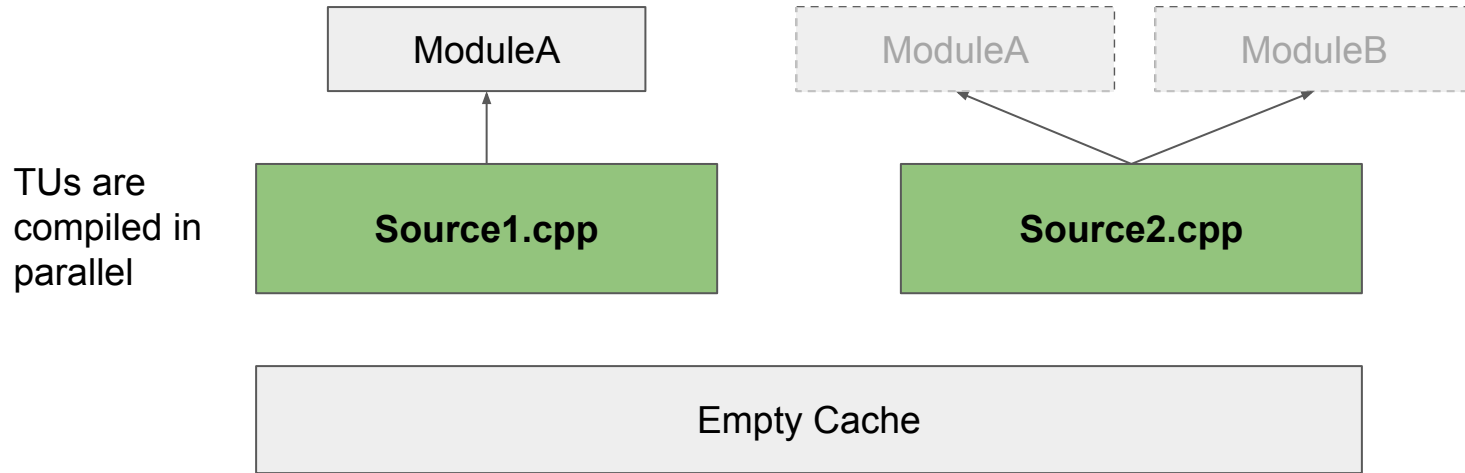 ModuleA
ModuleA
ModuleB
TUs are
compiled in
parallel
Source1.cpp
Source2.cpp
Empty Cache